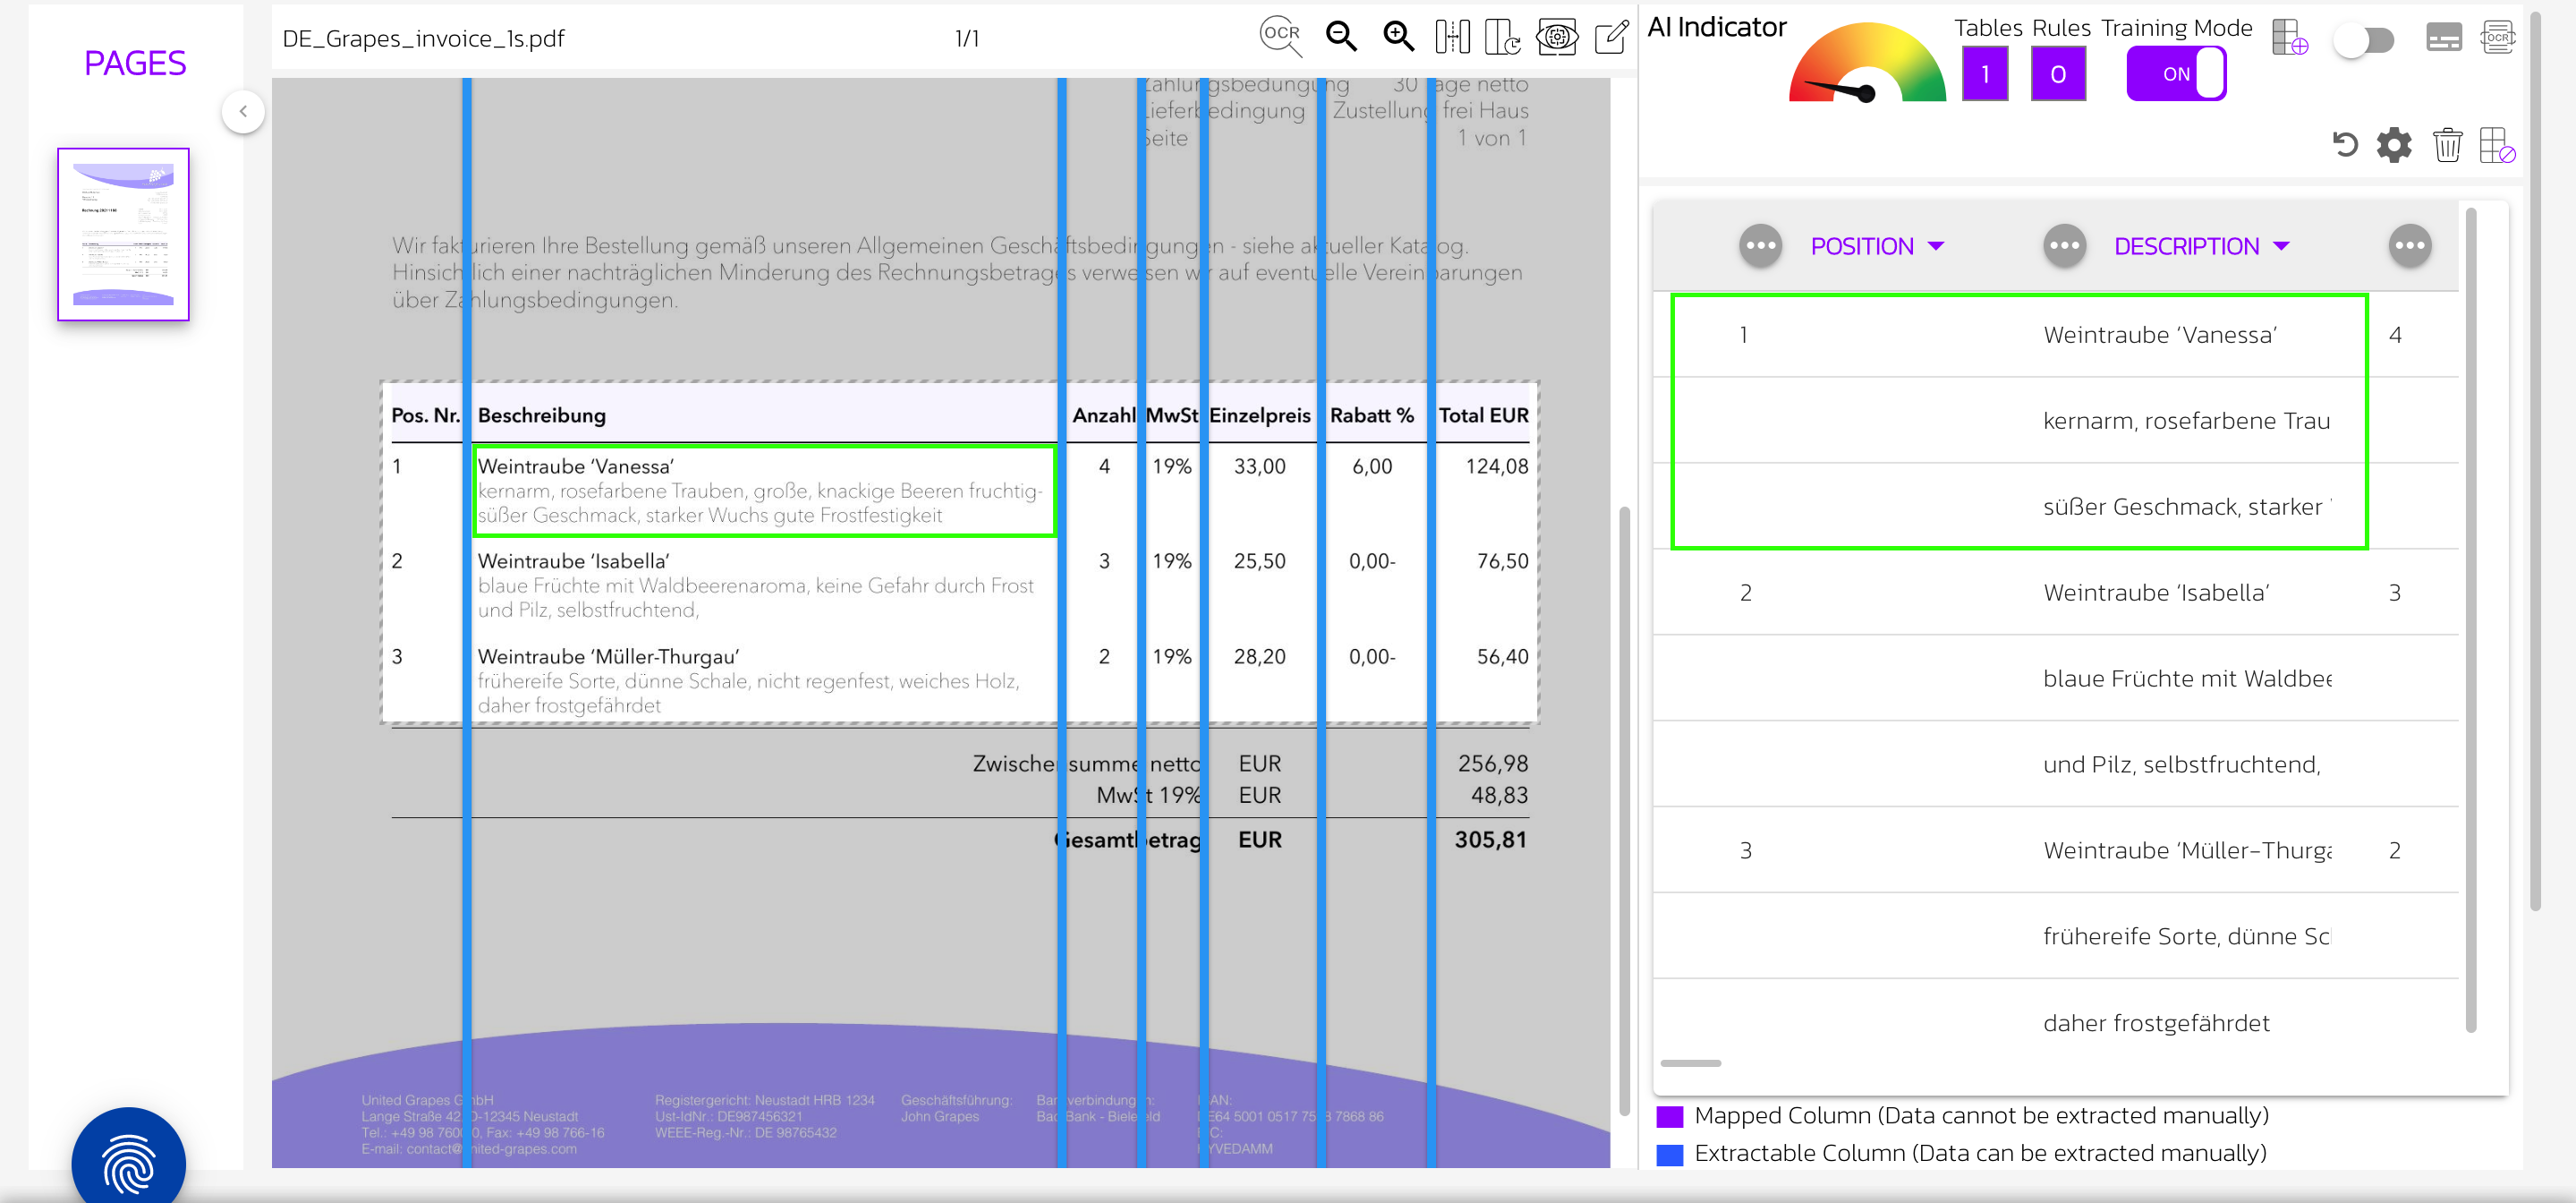 PAGES
DE_Grapes_invoice_1s.pdf
1/1
OCR
Zahlungsbedungung 30 Tage netto
Lieferbedingung Zustellung frei Haus
Seite 1 von 1
Wir fakturieren Ihre Bestellung gemäß unseren Allgemeinen Geschäftsbedingungen - siehe aktueller Katalog.
Hinsichtlich einer nachträglichen Minderung des Rechnungsbetrages verweisen wir auf eventuelle Vereinbarungen
über Zahlungsbedingungen.
Pos. Nr. Beschreibung Anzahl MwSt Einzelpreis Rabatt % Total EUR
1 Weintraube ‘Vanessa’ 4 19% 33,00 6,00 124,08
kernarm, rosefarbene Trauben, große, knackige Beeren fruchtig-
süßer Geschmack, starker Wuchs gute Frostfestigkeit
2 Weintraube ‘Isabella’ 3 19% 25,50 0,00- 76,50
blaue Früchte mit Waldbeerenaroma, keine Gefahr durch Frost
und Pilz, selbstfruchtend,
3 Weintraube ‘Müller-Thurgau’ 2 19% 28,20 0,00- 56,40
frühereife Sorte, dünne Schale, nicht regenfest, weiches Holz,
daher frostgefährdet
Zwischensumme netto EUR 256,98
MwSt 19% EUR 48,83
Gesamtbetrag EUR 305,81
United Grapes GmbH
Lange Straße 42 D-12345 Neustadt
Tel.: +49 98 760 0, Fax: +49 98 766-16
E-mail: contact@united-grapes.com
Registergericht: Neustadt HRB 1234
Ust-IdNr.: DE987456321
WEEE-Reg.-Nr.: DE 98765432
Geschäftsführung:
John Grapes
Bankverbindungen:
Bad Bank - Bielefeld
IBAN:
DE64 5001 0517 7 8 7868 86
YVEDAMM
AI Indicator
Tables Rules Training Mode
1 0 ON
OCR
POSITION DESCRIPTION
1 Weintraube ‘Vanessa’ 4
kernarm, rosefarbene Trau
süßer Geschmack, starker
2 Weintraube ‘Isabella’ 3
blaue Früchte mit Waldbee
und Pilz, selbstfruchtend,
3 Weintraube ‘Müller-Thurga 2
frühereife Sorte, dünne Sc
daher frostgefährdet
Mapped Column (Data cannot be extracted manually)
Extractable Column (Data can be extracted manually)